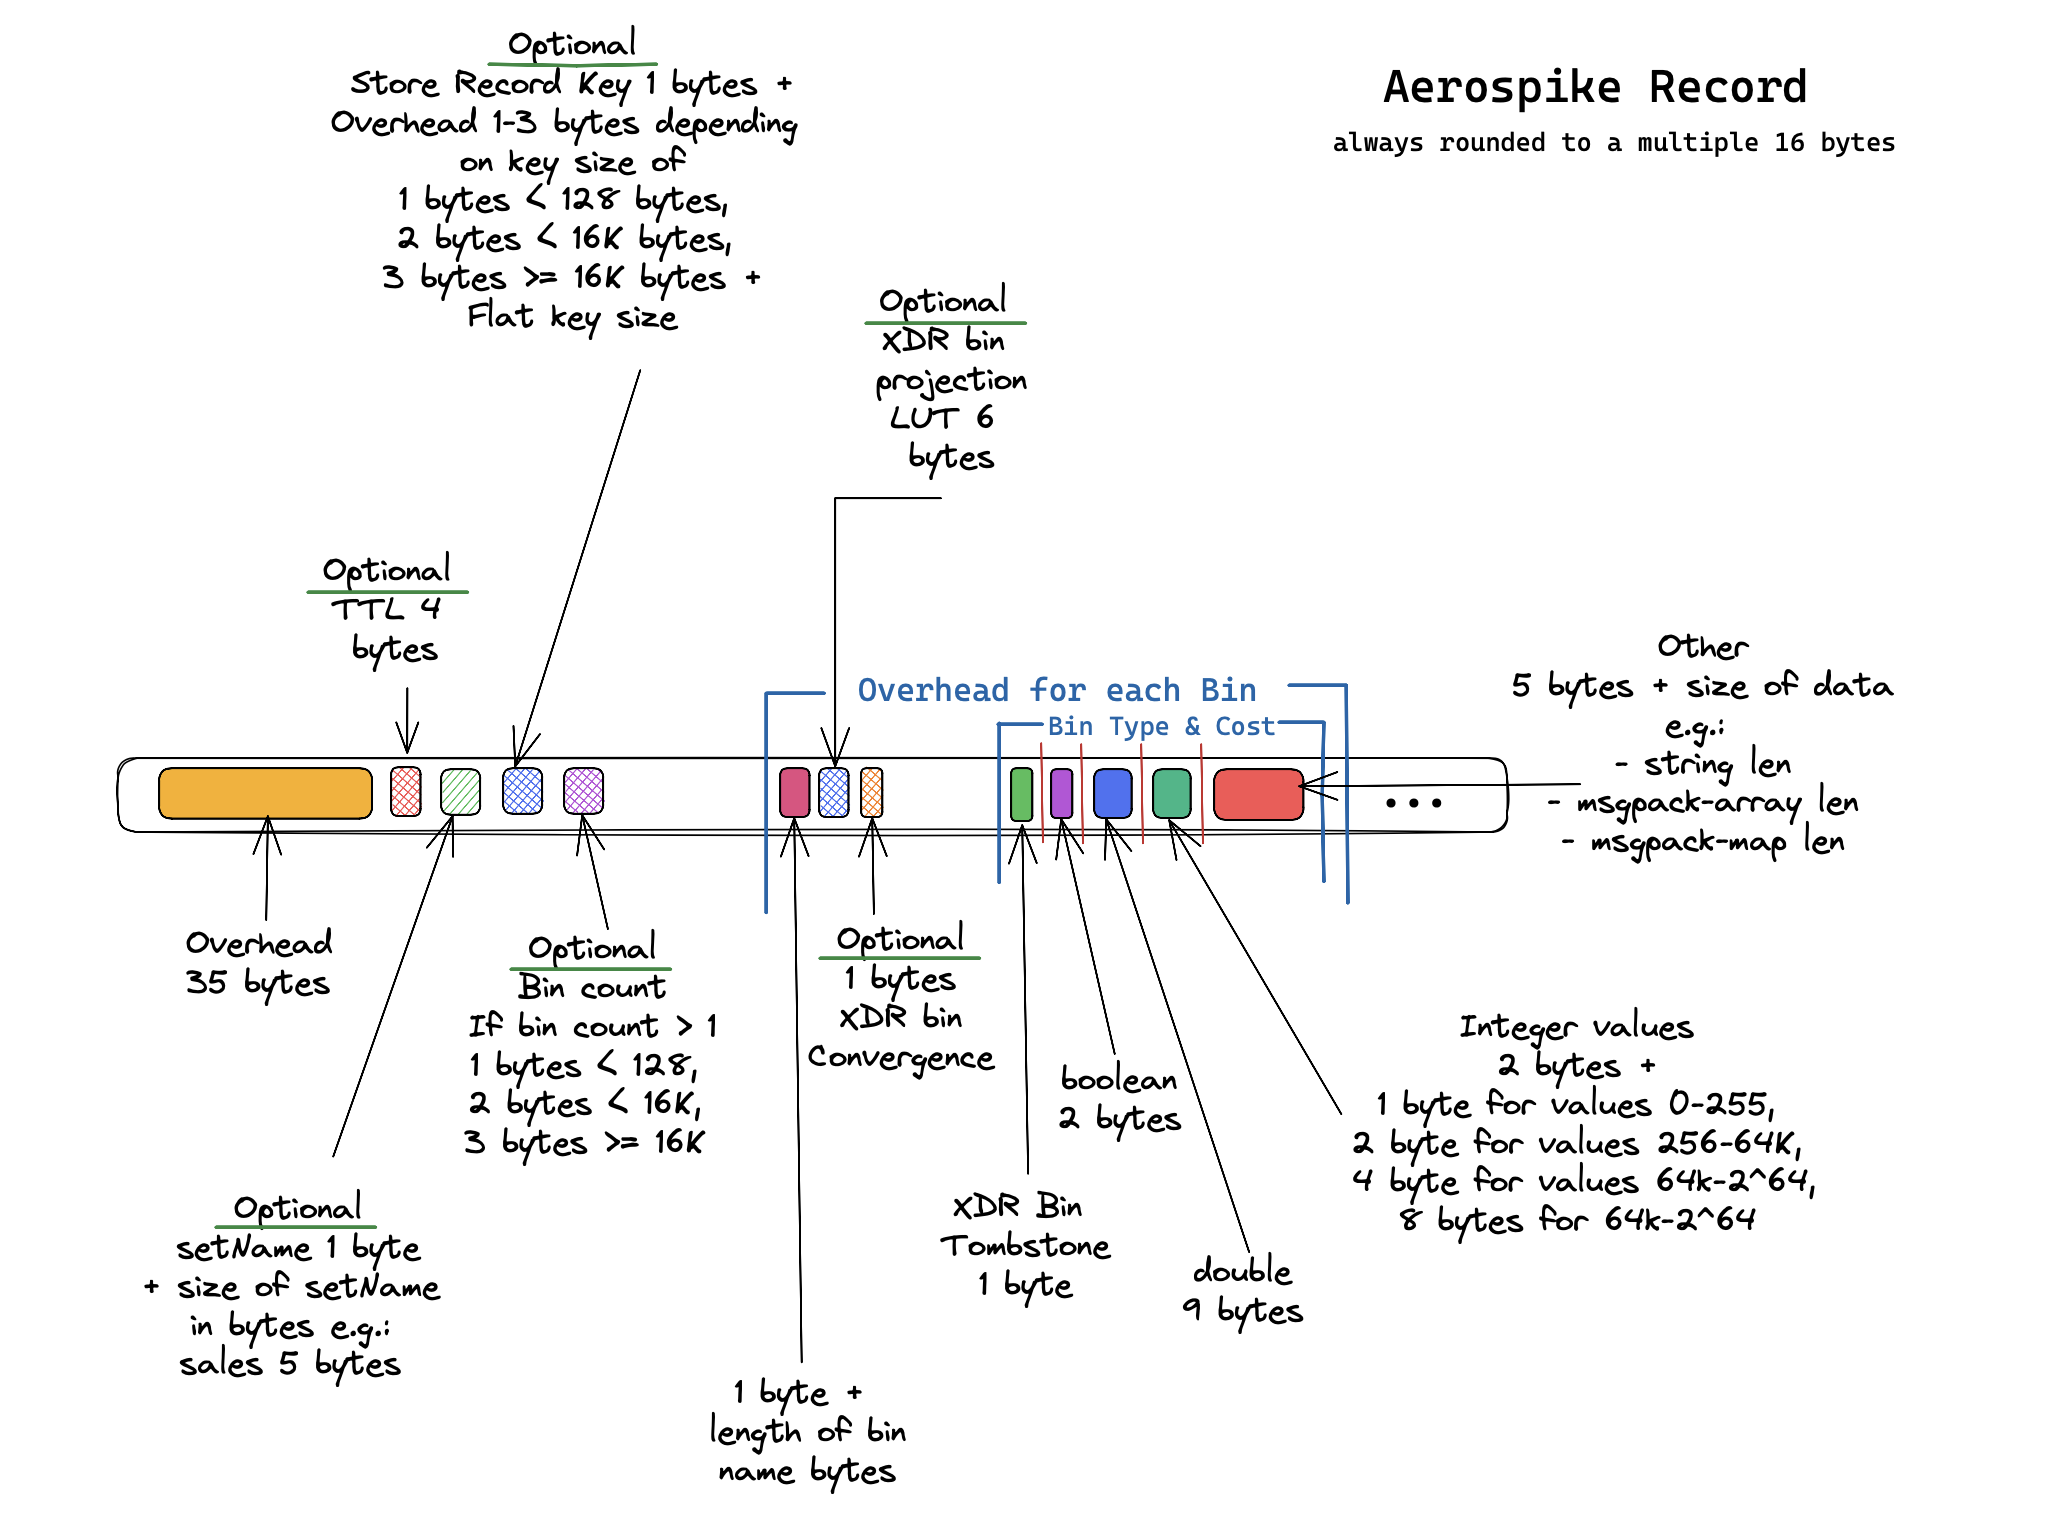 Optional
Store Record Key 1 bytes +
Overhead 1-3 bytes depending
on key size of
1 bytes < 128 bytes,
2 bytes < 16K bytes,
3 bytes >= 16K bytes +
Flat key size
Aerospike Record
always rounded to a multiple 16 bytes
Optional
XDR bin
projection
LUT 6
bytes
Optional
TTL 4
bytes
Overhead for each Bin
Bin Type & Cost
Other
5 bytes + size of data
e.g.:
- string len
- msgpack-array len
- msgpack-map len
...
Overhead
35 bytes
Optional
Bin count
If bin count > 1
1 bytes < 128,
2 bytes < 16K,
3 bytes >= 16K
Optional
1 bytes
XDR bin
Convergence
boolean
2 bytes
Integer values
2 bytes +
1 byte for values 0-255,
2 byte for values 256-64K,
4 byte for values 64k-2^64,
8 bytes for 64k-2^64
Optional
setName 1 byte
+ size of setName
in bytes e.g.:
sales 5 bytes
XDR Bin
Tombstone
1 byte
double
9 bytes
1 byte +
length of bin
name bytes